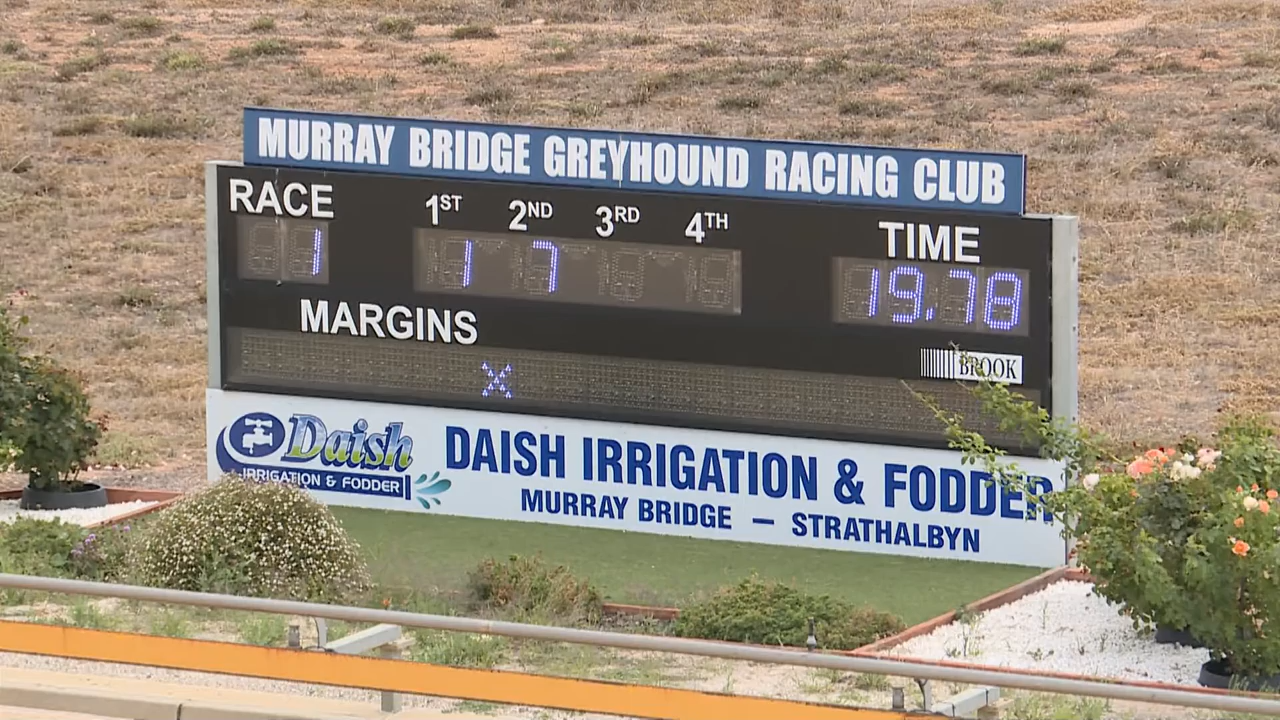 MURRAY BRIDGE GREYHOUND RACING CLUB
RACE 1ST 2ND 3RD 4TH TIME
1 1 7 19.78
MARGINS
X
BROOK
Daish
IRRIGATION & FODDER
DAISH IRRIGATION & FODDER
MURRAY BRIDGE — STRATHALBYN